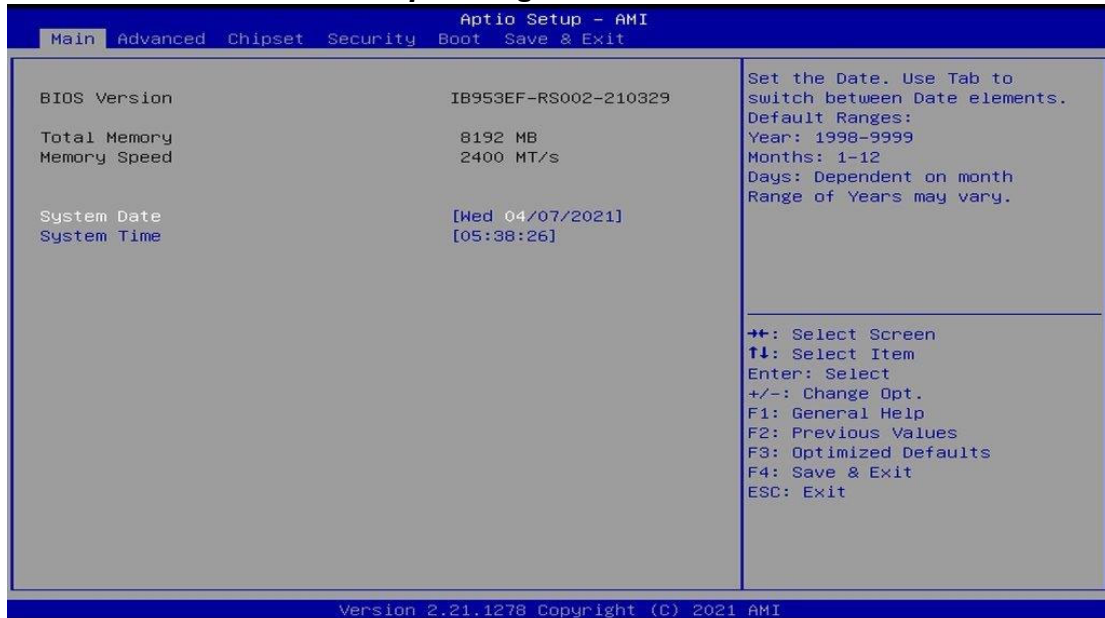 Aptio Setup – AMI
Main Advanced Chipset Security Boot Save & Exit
BIOS Version IB953EF-RS002-210329
Total Memory 8192 MB
Memory Speed 2400 MT/s
System Date [Wed 04/07/2021]
System Time [05:38:26]
Set the Date. Use Tab to
switch between Date elements.
Default Ranges:
Year: 1998-9999
Months: 1-12
Days: Dependent on month
Range of Years may vary.
→←: Select Screen
↑↓: Select Item
Enter: Select
+/-: Change Opt.
F1: General Help
F2: Previous Values
F3: Optimized Defaults
F4: Save & Exit
ESC: Exit
Version 2.21.1278 Copyright (C) 2021 AMI